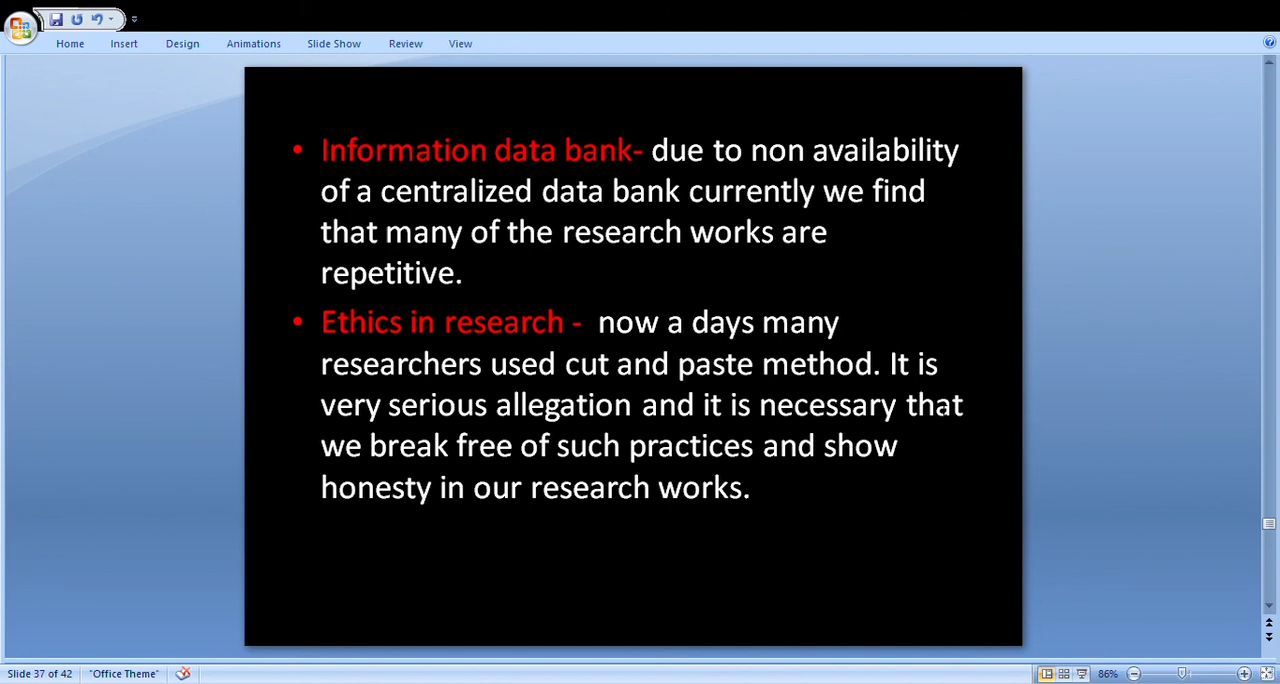 Home Insert Design Animations Slide Show Review View
• Information data bank- due to non availability
of a centralized data bank currently we find
that many of the research works are
repetitive.
• Ethics in research - now a days many
researchers used cut and paste method. It is
very serious allegation and it is necessary that
we break free of such practices and show
honesty in our research works.
Slide 37 of 42 "Office Theme" 86%